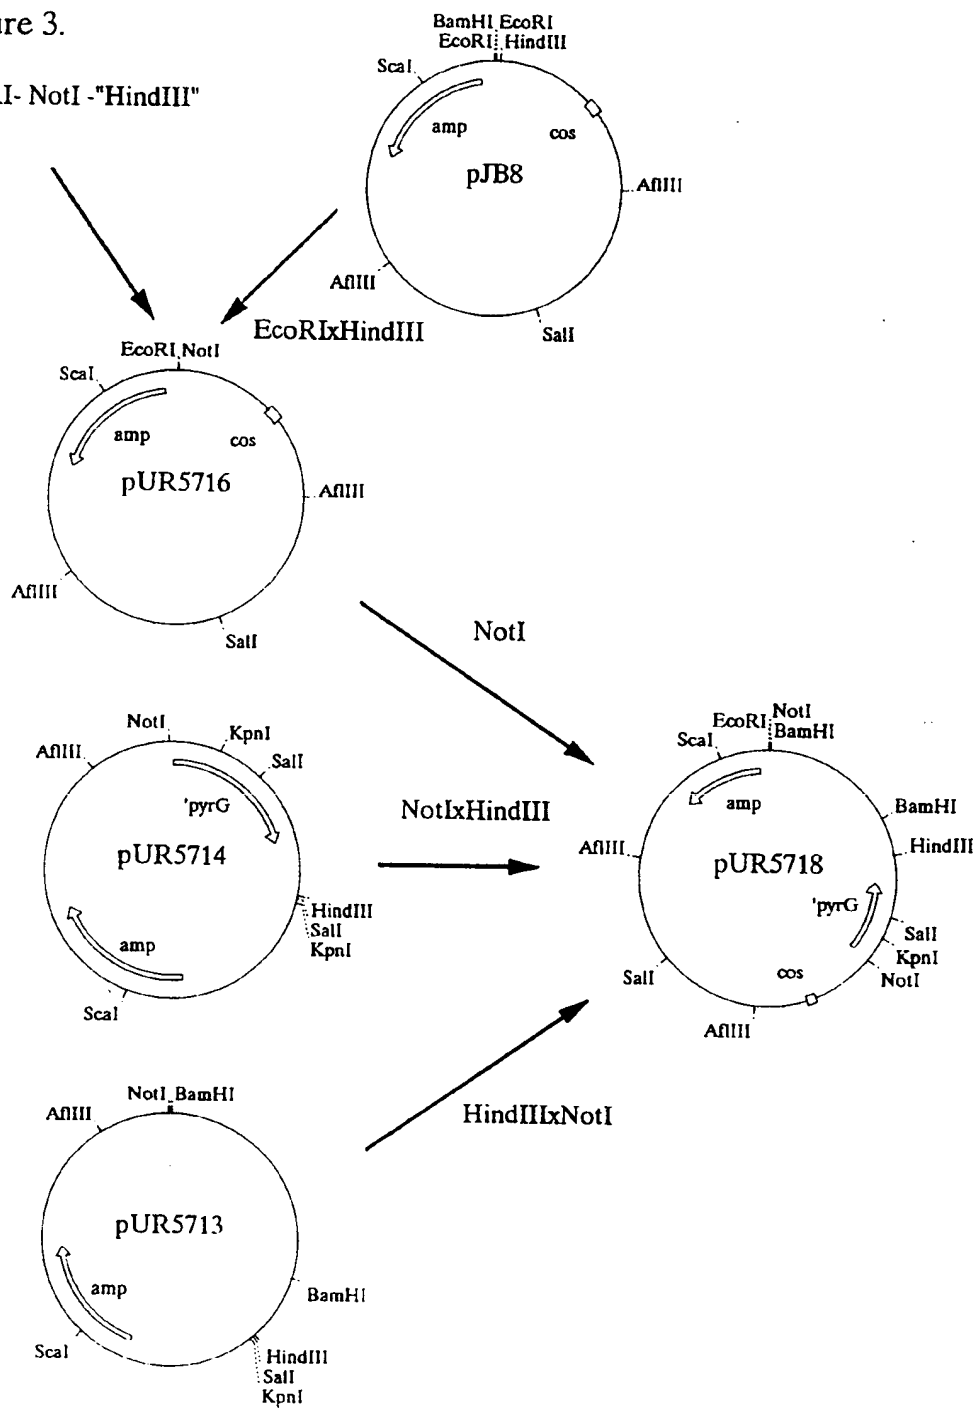 ure 3.
RI- NotI -"HindIII"
BamHI EcoRI
EcoRI HindIII
ScaI
amp
cos
pJB8
AflIII
AflIII
SalI
EcoRIxHindIII
EcoRI NotI
ScaI
amp
cos
pUR5716
AflIII
AflIII
SalI
NotI
NotI
KpnI
AflIII
SalI
'pyrG
pUR5714
HindIII
SalI
KpnI
amp
ScaI
NotIxHindIII
NotI
EcoRI BamHI
ScaI
amp
BamHI
AflIII
HindIII
pUR5718
'pyrG
SalI
KpnI
NotI
SalI
cos
AflIII
HindIIIxNotI
NotI BamHI
AflIII
pUR5713
amp
BamHI
ScaI
HindIII
SalI
KpnI